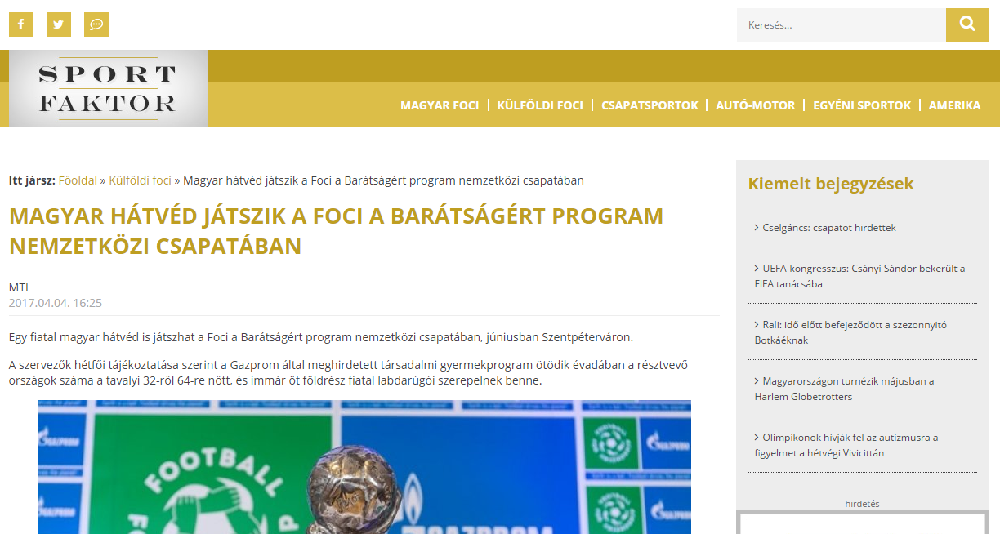 Keresés...
SPORT
FAKTOR
MAGYAR FOCI
KÜLFÖLDI FOCI
CSAPATSPORTOK
AUTÓ-MOTOR
EGYÉNI SPORTOK
AMERIKA
Itt jársz: Főoldal » Külföldi foci » Magyar hátvéd játszik a Foci a Barátságért program nemzetközi csapatában
MAGYAR HÁTVÉD JÁTSZIK A FOCI A BARÁTSÁGÉRT PROGRAM
NEMZETKÖZI CSAPATÁBAN
MTI
2017.04.04. 16:25
Egy fiatal magyar hátvéd is játszhat a Foci a Barátságért program nemzetközi csapatában, júniusban Szentpéterváron.
A szervezők hétfői tájékoztatása szerint a Gazprom által meghirdetett társadalmi gyermekprogram ötödik évadában a résztvevő
országok száma a tavalyi 32-ről 64-re nőtt, és immár öt földrész fiatal labdarúgói szerepelnek benne.
FOOTBALL
GAZPROM
GAZPROM
Kiemelt bejegyzések
Cselgáncs: csapatot hirdettek
UEFA-kongresszus: Csányi Sándor bekerült a
FIFA tanácsába
Rali: idő előtt befejeződött a szezonnyitó
Botkáéknak
Magyarországon turnézik májusban a
Harlem Globetrotters
Olimpikonok hívják fel az autizmusra a
figyelmet a hétvégi Vivicittán
hirdetés